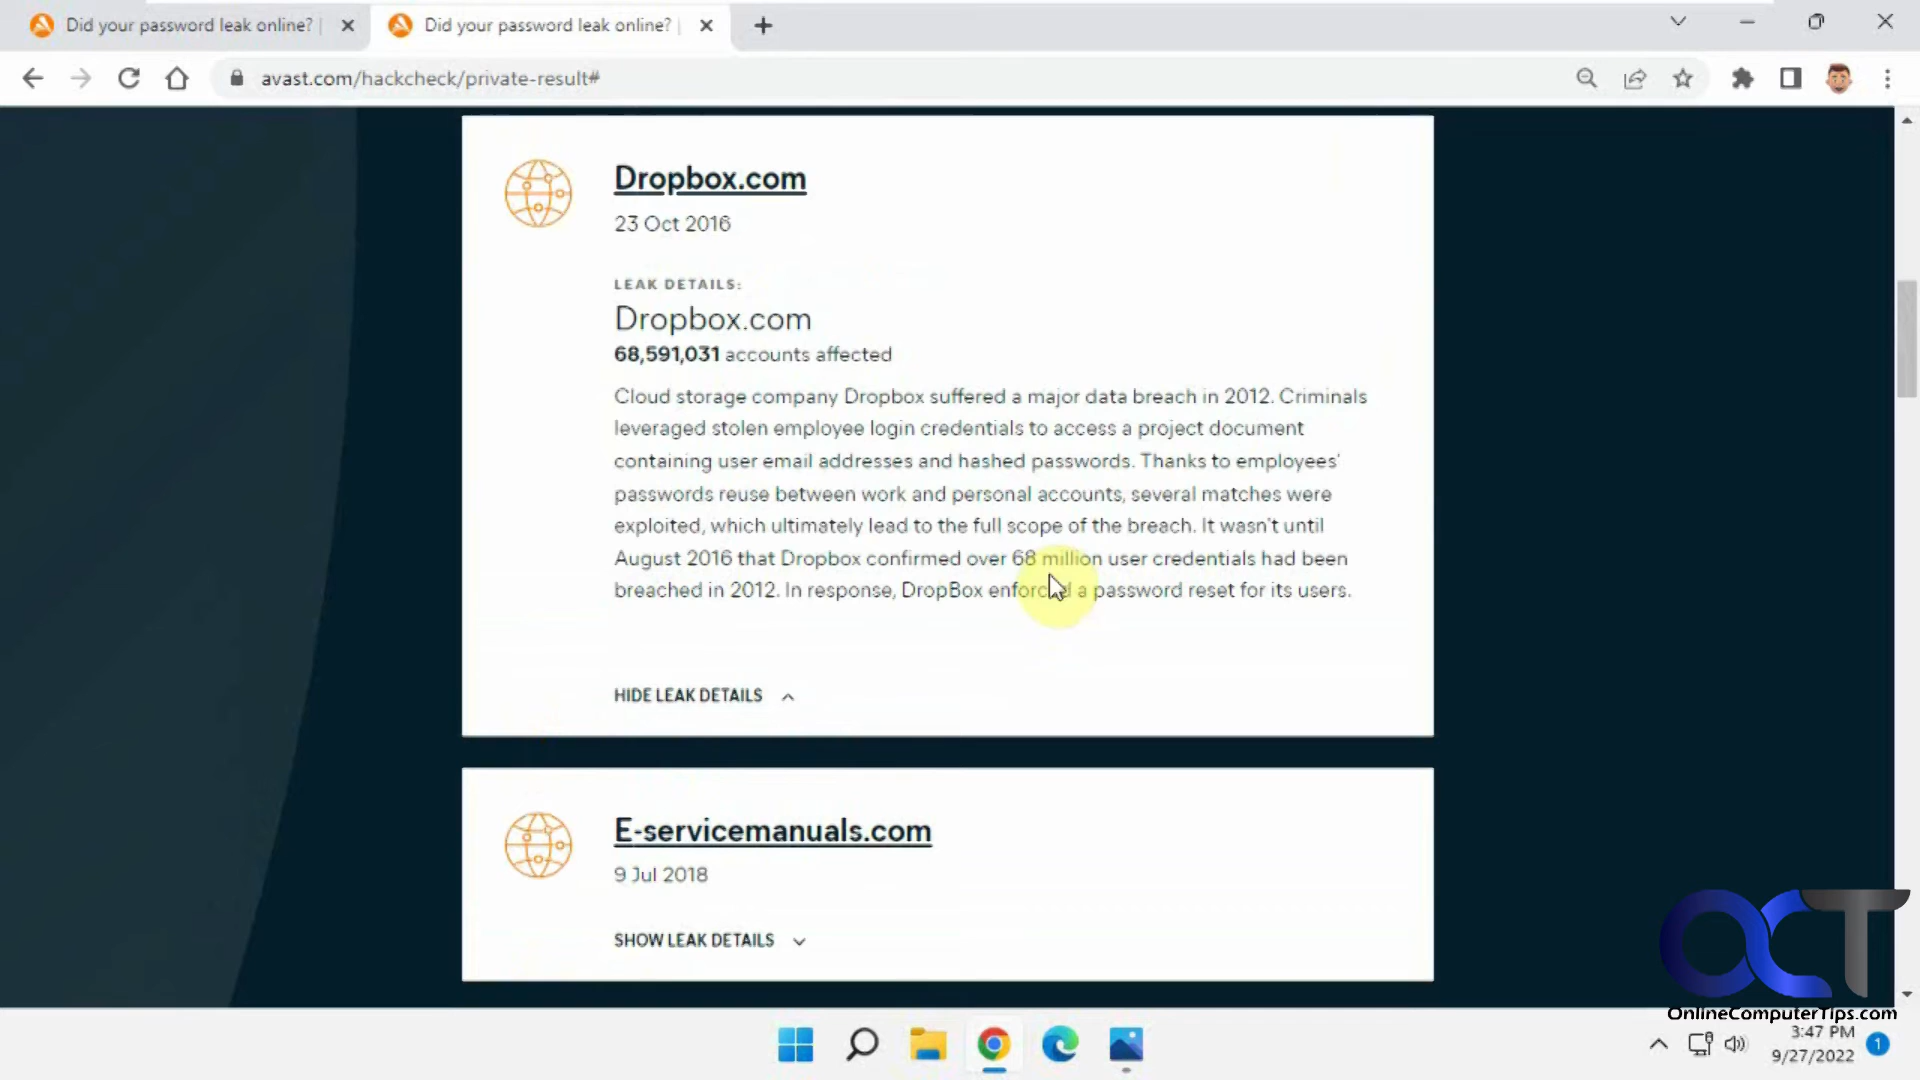 Did your password leak online? |
Did your password leak online? |
avast.com/hackcheck/private-result#
Dropbox.com
23 Oct 2016
LEAK DETAILS:
Dropbox.com
68,591,031 accounts affected
Cloud storage company Dropbox suffered a major data breach in 2012. Criminals
leveraged stolen employee login credentials to access a project document
containing user email addresses and hashed passwords. Thanks to employees'
passwords reuse between work and personal accounts, several matches were
exploited, which ultimately lead to the full scope of the breach. It wasn't until
August 2016 that Dropbox confirmed over 68 million user credentials had been
breached in 2012. In response, DropBox enforced a password reset for its users.
HIDE LEAK DETAILS
E-servicemanuals.com
9 Jul 2018
SHOW LEAK DETAILS
OCT
OnlineComputerTips.com
3:47 PM
9/27/2022
1